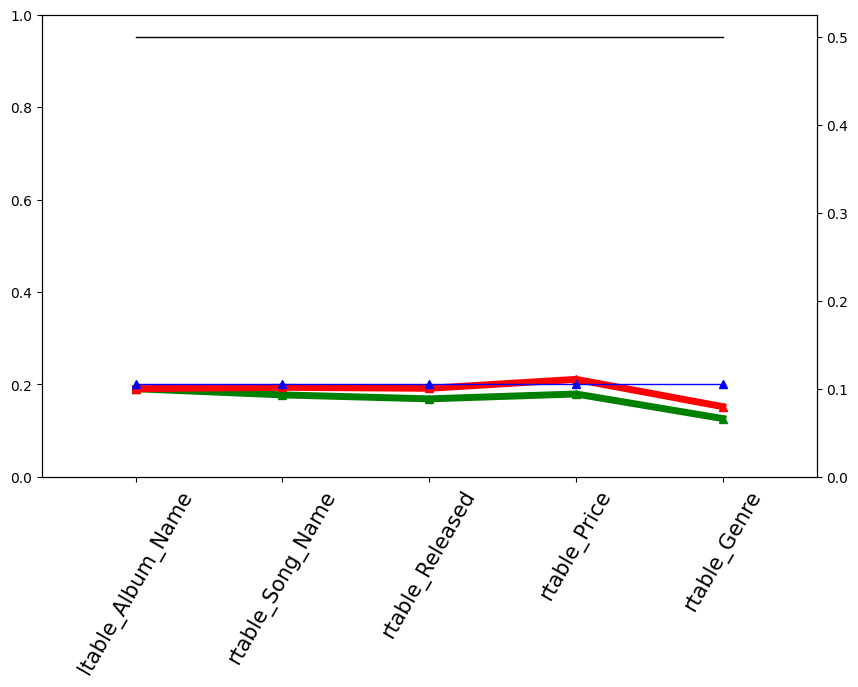 1.0
0.8
0.6
0.4
0.2
0.0
0.5
0.4
0.3
0.2
0.1
0.0
ltable_Album_Name
rtable_Song_Name
rtable_Released
rtable_Price
rtable_Genre